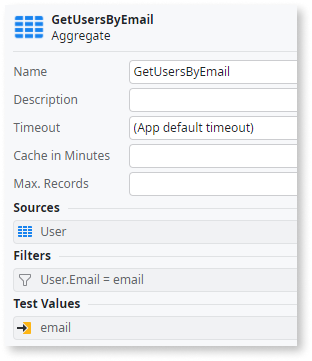 GetUsersByEmail
Aggregate
Name GetUsersByEmail
Description
Timeout (App default timeout)
Cache in Minutes
Max. Records
Sources
User
Filters
User.Email = email
Test Values
email